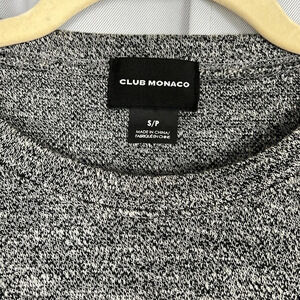 CLUB MONACO
S/P
MADE IN CHINA/
FABRIQUÉ EN CHINE